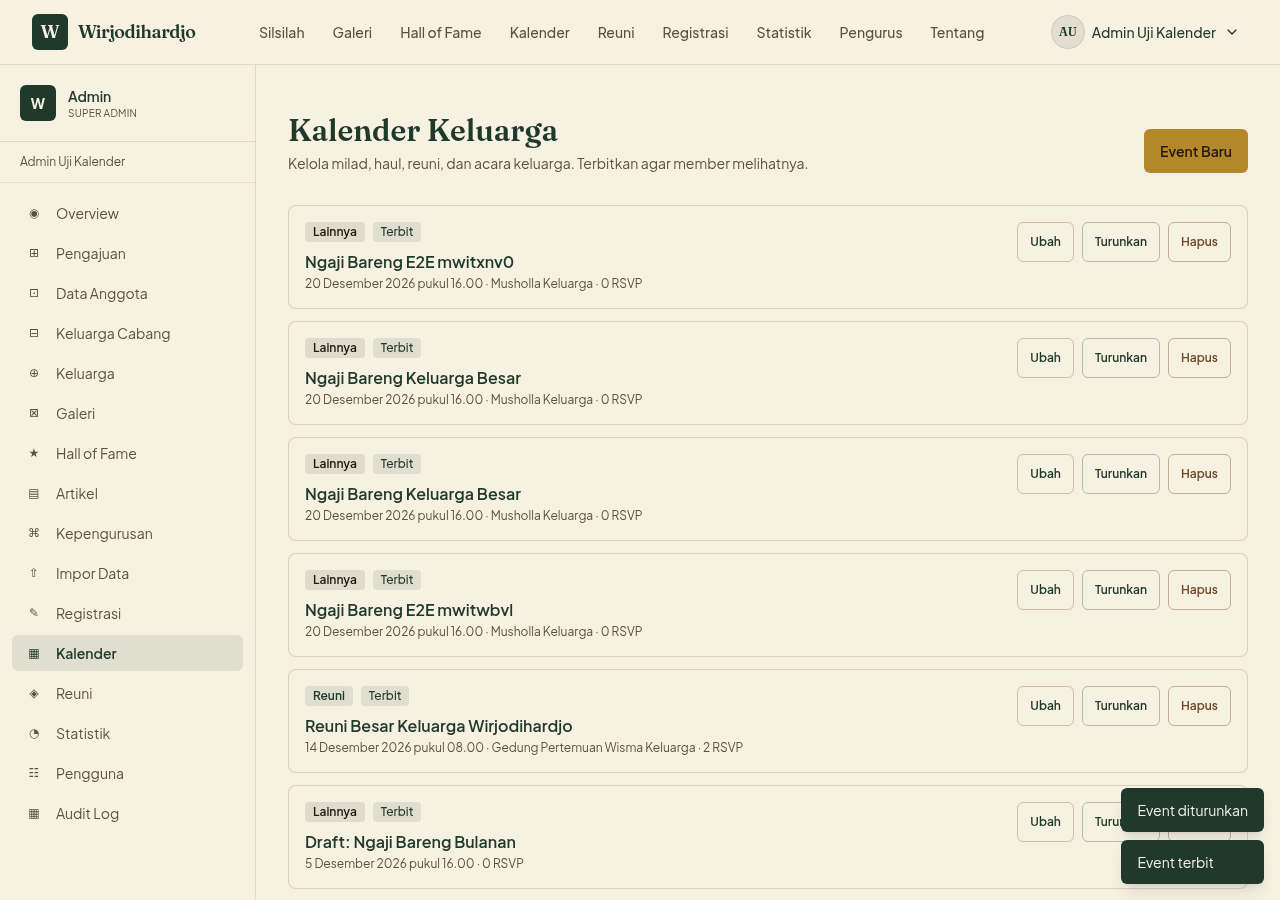 W Wirjodihardjo Silsilah Galeri Hall of Fame Kalender Reuni Registrasi Statistik Pengurus Tentang AU Admin Uji Kalender
W Admin
SUPER ADMIN
Admin Uji Kalender
Overview
Pengajuan
Data Anggota
Keluarga Cabang
Keluarga
Galeri
Hall of Fame
Artikel
Kepengurusan
Impor Data
Registrasi
Kalender
Reuni
Statistik
Pengguna
Audit Log
Kalender Keluarga
Kelola milad, haul, reuni, dan acara keluarga. Terbitkan agar member melihatnya.
Event Baru
Lainnya Terbit
Ngaji Bareng E2E mwitxnv0
20 Desember 2026 pukul 16.00 · Musholla Keluarga · 0 RSVP
Ubah Turunkan Hapus
Lainnya Terbit
Ngaji Bareng Keluarga Besar
20 Desember 2026 pukul 16.00 · Musholla Keluarga · 0 RSVP
Ubah Turunkan Hapus
Lainnya Terbit
Ngaji Bareng Keluarga Besar
20 Desember 2026 pukul 16.00 · Musholla Keluarga · 0 RSVP
Ubah Turunkan Hapus
Lainnya Terbit
Ngaji Bareng E2E mwitwbvl
20 Desember 2026 pukul 16.00 · Musholla Keluarga · 0 RSVP
Ubah Turunkan Hapus
Reuni Terbit
Reuni Besar Keluarga Wirjodihardjo
14 Desember 2026 pukul 08.00 · Gedung Pertemuan Wisma Keluarga · 2 RSVP
Ubah Turunkan Hapus
Lainnya Terbit
Draft: Ngaji Bareng Bulanan
5 Desember 2026 pukul 16.00 · 0 RSVP
Ubah
Event diturunkan
Event terbit